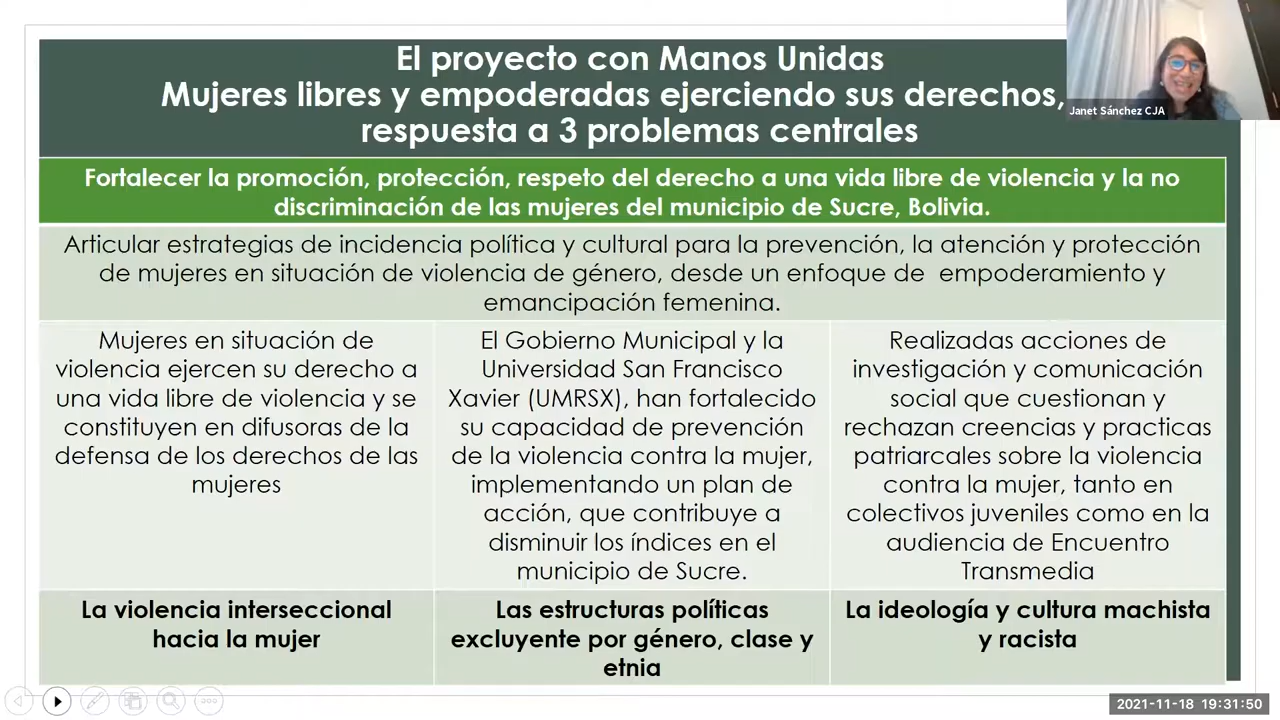 El proyecto con Manos Unidas
Mujeres libres y empoderadas ejerciendo sus derechos,
respuesta a 3 problemas centrales
Janet Sánchez CJA
Fortalecer la promoción, protección, respeto del derecho a una vida libre de violencia y la no
discriminación de las mujeres del municipio de Sucre, Bolivia.
Articular estrategias de incidencia política y cultural para la prevención, la atención y protección
de mujeres en situación de violencia de género, desde un enfoque de empoderamiento y
emancipación femenina.
Mujeres en situación de
violencia ejercen su derecho a
una vida libre de violencia y se
constituyen en difusoras de la
defensa de los derechos de las
mujeres
El Gobierno Municipal y la
Universidad San Francisco
Xavier (UMRSX), han fortalecido
su capacidad de prevención
de la violencia contra la mujer,
implementando un plan de
acción, que contribuye a
disminuir los índices en el
municipio de Sucre.
Realizadas acciones de
investigación y comunicación
social que cuestionan y
rechazan creencias y practicas
patriarcales sobre la violencia
contra la mujer, tanto en
colectivos juveniles como en la
audiencia de Encuentro
Transmedia
La violencia interseccional
hacia la mujer
Las estructuras políticas
excluyente por género, clase y
etnia
La ideología y cultura machista
y racista
2021-11-18 19:31:50